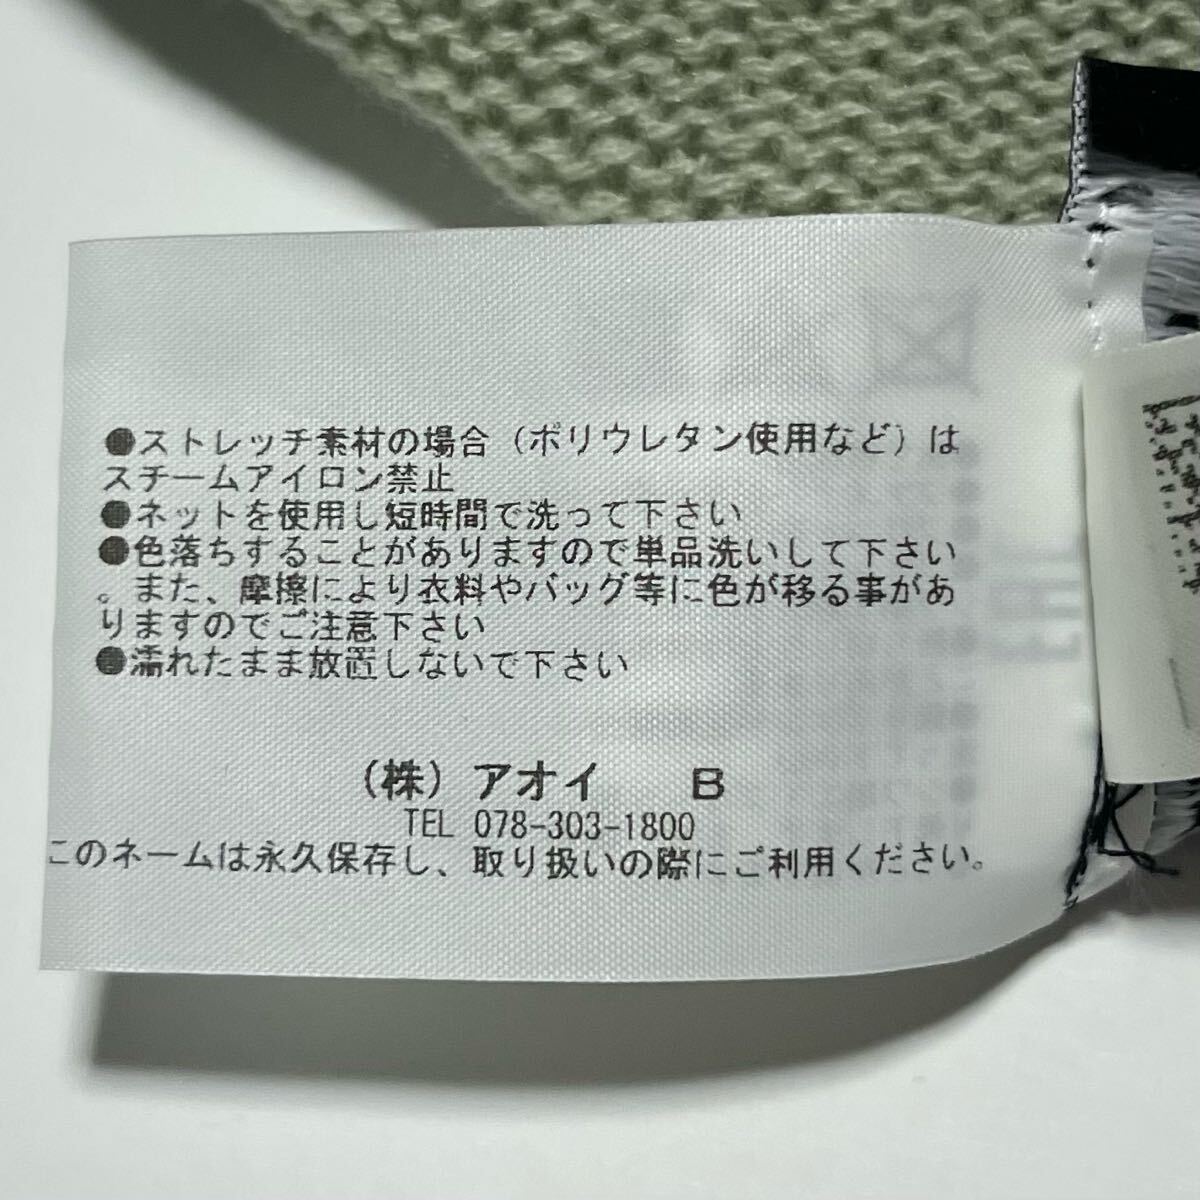 ●ストレッチ素材の場合（ポリウレタン使用など）は
スチームアイロン禁止
●ネットを使用し短時間で洗って下さい
●色落ちすることがありますので単品洗いして下さい
。また、摩擦により衣料やバッグ等に色が移る事があ
りますのでご注意下さい
●濡れたまま放置しないで下さい
（株）アオイ　　B
TEL 078-303-1800
このネームは永久保存し、取り扱いの際にご利用ください。